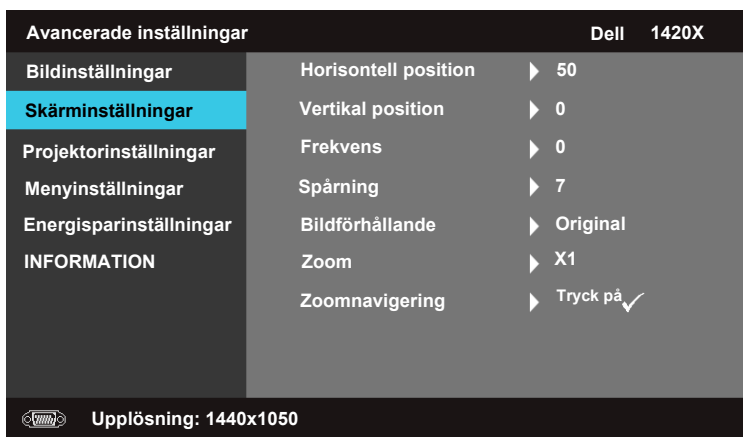 Avancerade inställningar
Dell 1420X
Bildinställningar
Skärminställningar
Projektorinställningar
Menyinställningar
Energisparinställningar
INFORMATION
Horisontell position 50
Vertikal position 0
Frekvens 0
Spårning 7
Bildförhållande Original
Zoom X1
Zoomnavigering Tryck på
Upplösning: 1440x1050